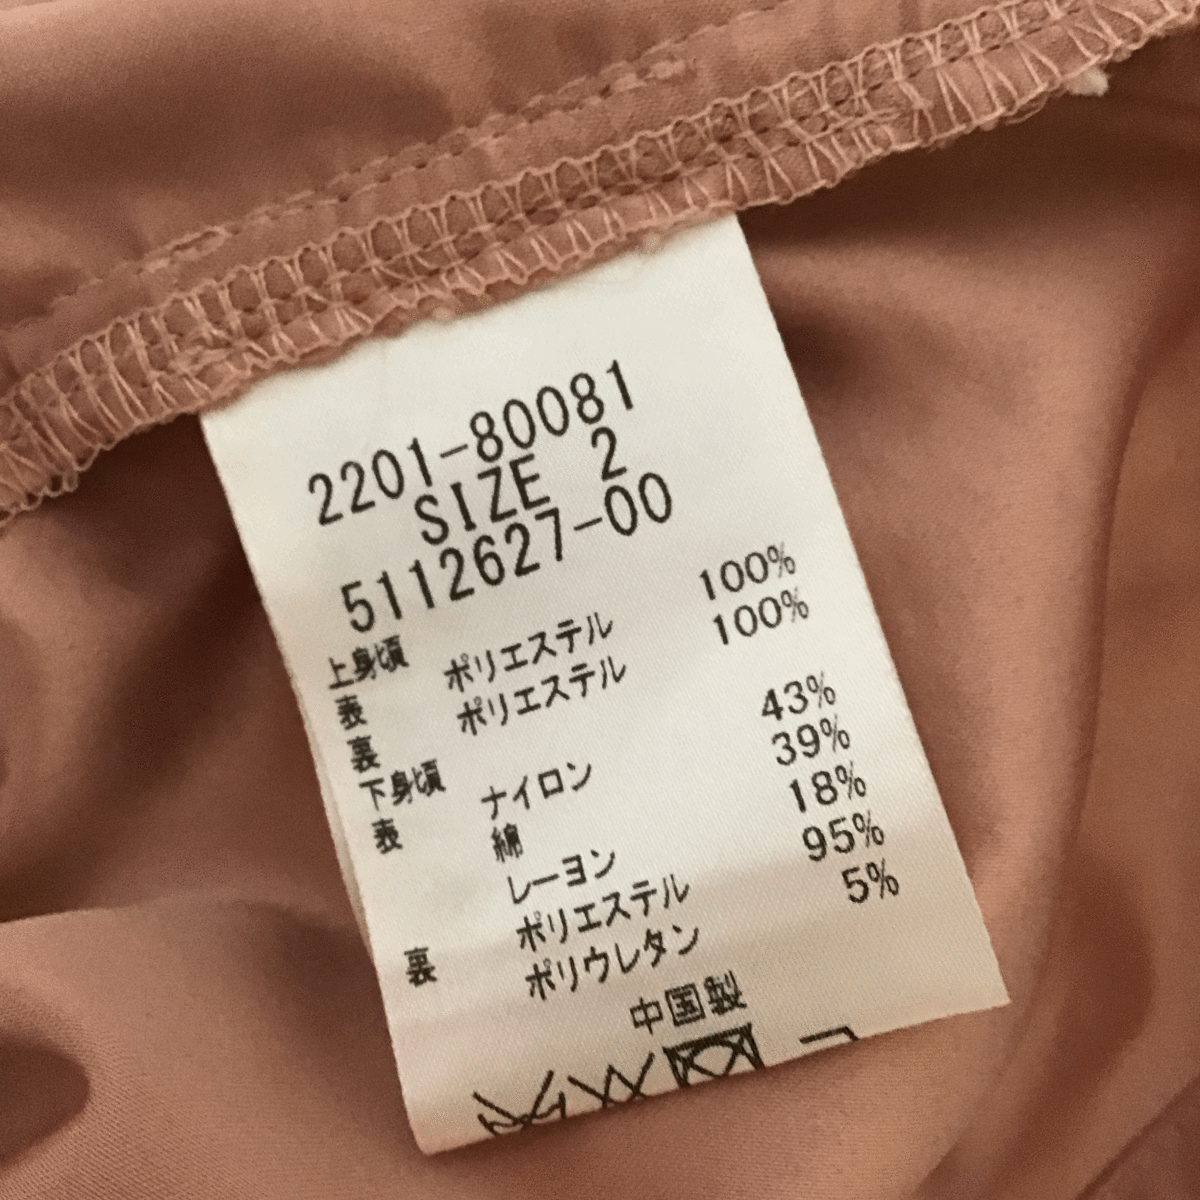 2201-80081
SIZE 2
5112627-00
上身頃
表 ポリエステル 100%
裏 ポリエステル 100%
下身頃
表 ナイロン 43%
綿 39%
レーヨン 18%
裏 ポリエステル 95%
ポリウレタン 5%
中国製